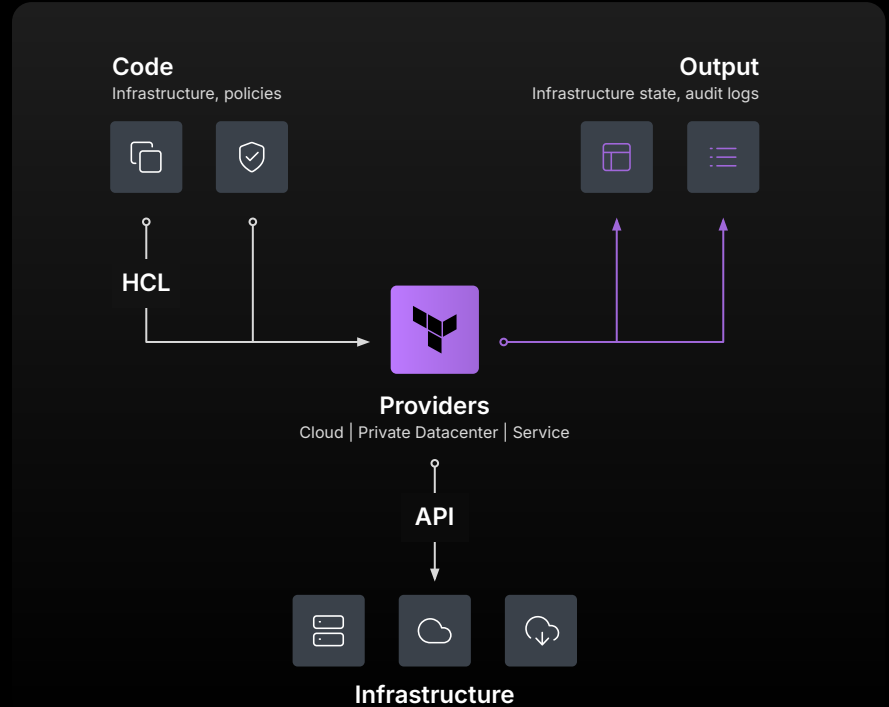 Code
Infrastructure, policies
Output
Infrastructure state, audit logs
HCL
Providers
Cloud | Private Datacenter | Service
API
Infrastructure